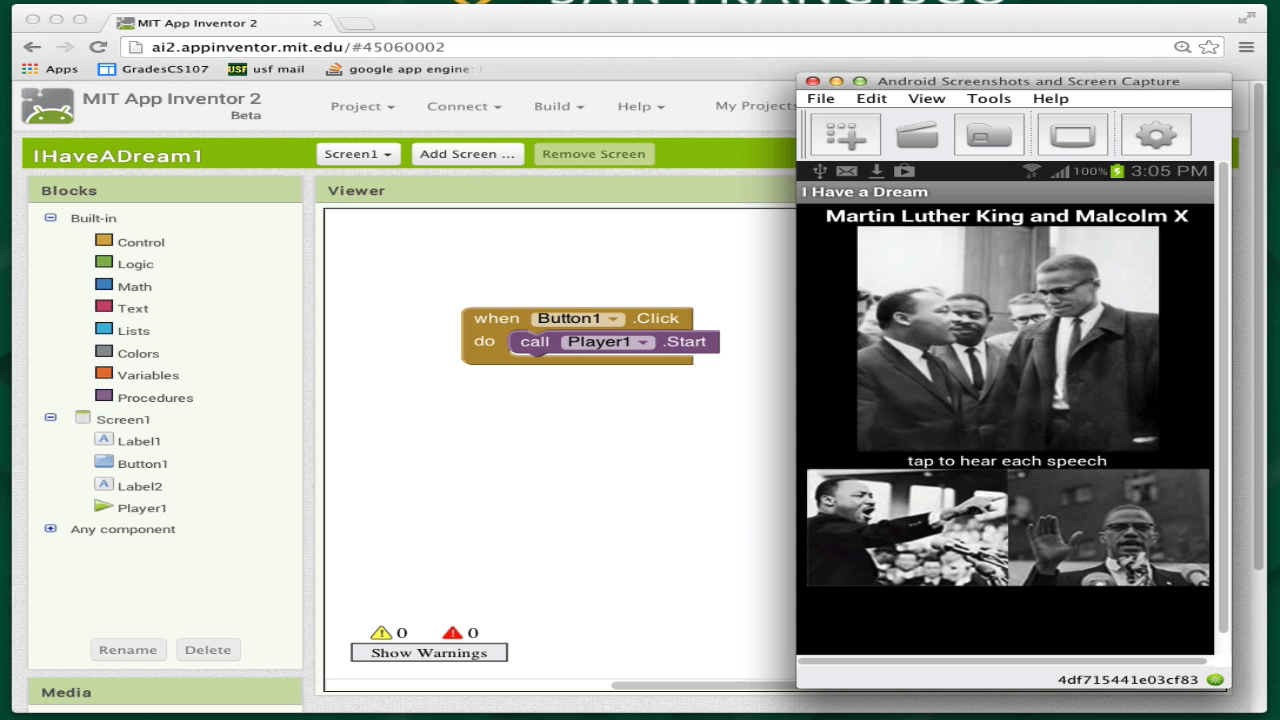 SAN FRANCISCO
MIT App Inventor 2
ai2.appinventor.mit.edu/#45060002
Apps GradesCS107 USF usf mail google app engine:
MIT App Inventor 2
Beta
Project Connect Build Help My Projects
IHaveADream1 Screen1 Add Screen ... Remove Screen
Blocks
Built-in
Control
Logic
Math
Text
Lists
Colors
Variables
Procedures
Screen1
A Label1
Button1
A Label2
Player1
Any component
Rename Delete
Media
Viewer
when Button1 .Click
do call Player1 .Start
0 0
Show Warnings
Android Screenshots and Screen Capture
File Edit View Tools Help
100% 3:05 PM
I Have a Dream
Martin Luther King and Malcolm X
tap to hear each speech
4df715441e03cf83